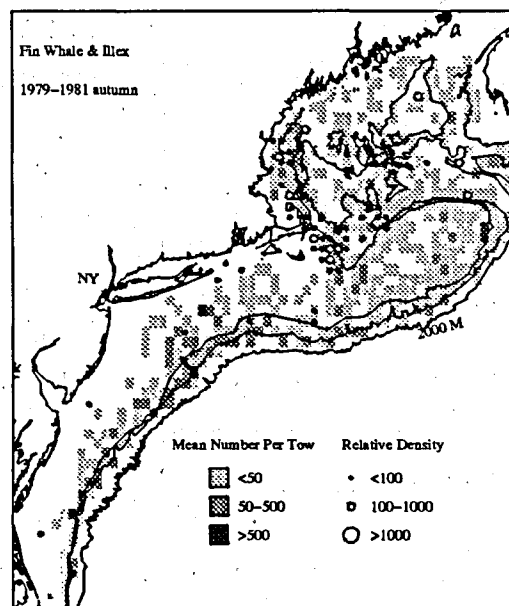 Fin Whale & Illex
1979–1981 autumn
NY
2000 M
Mean Number Per Tow
<50
50–500
>500
Relative Density
<100
100–1000
>1000